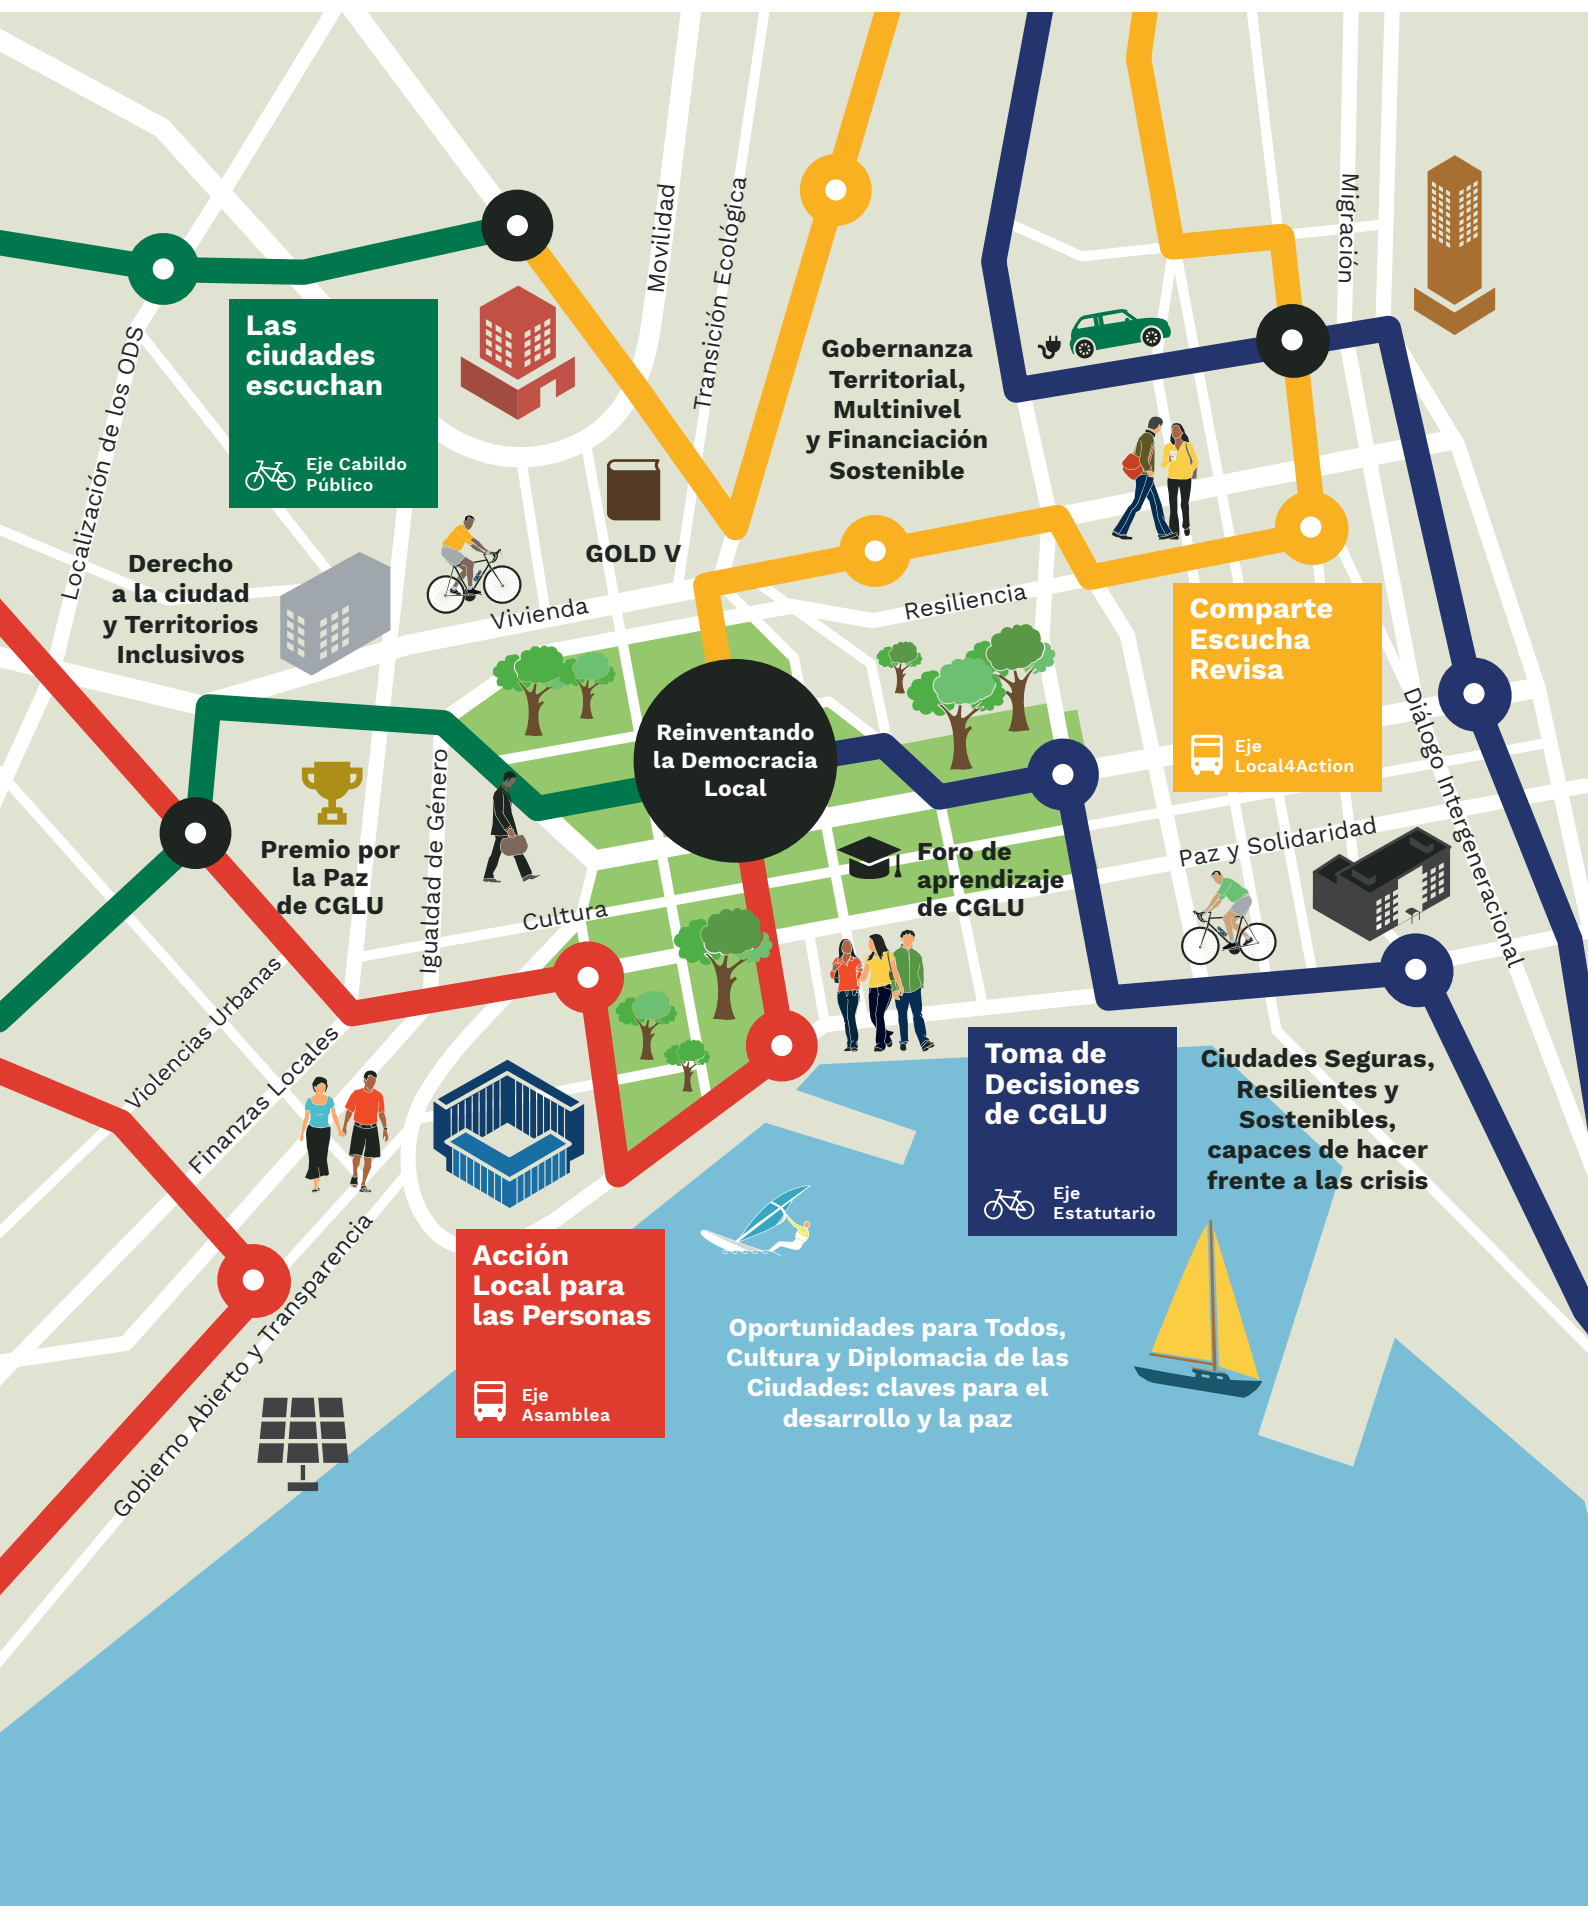 Movilidad
Transición Ecológica
Migración
Las
ciudades
escuchan
Eje Cabildo
Público
Localización de los ODS
Gobernanza
Territorial,
Multinivel
y Financiación
Sostenible
GOLD V
Derecho
a la ciudad
y Territorios
Inclusivos
Vivienda
Resiliencia
Comparte
Escucha
Revisa
Eje
Local4Action
Reinventando
la Democracia
Local
Diálogo Intergeneracional
Igualdad de Género
Premio por
la Paz
de CGLU
Cultura
Foro de
aprendizaje
de CGLU
Paz y Solidaridad
Violencias Urbanas
Finanzas Locales
Toma de
Decisiones
de CGLU
Eje
Estatutario
Ciudades Seguras,
Resilientes y
Sostenibles,
capaces de hacer
frente a las crisis
Gobierno Abierto y Transparencia
Acción
Local para
las Personas
Eje
Asamblea
Oportunidades para Todos,
Cultura y Diplomacia de las
Ciudades: claves para el
desarrollo y la paz